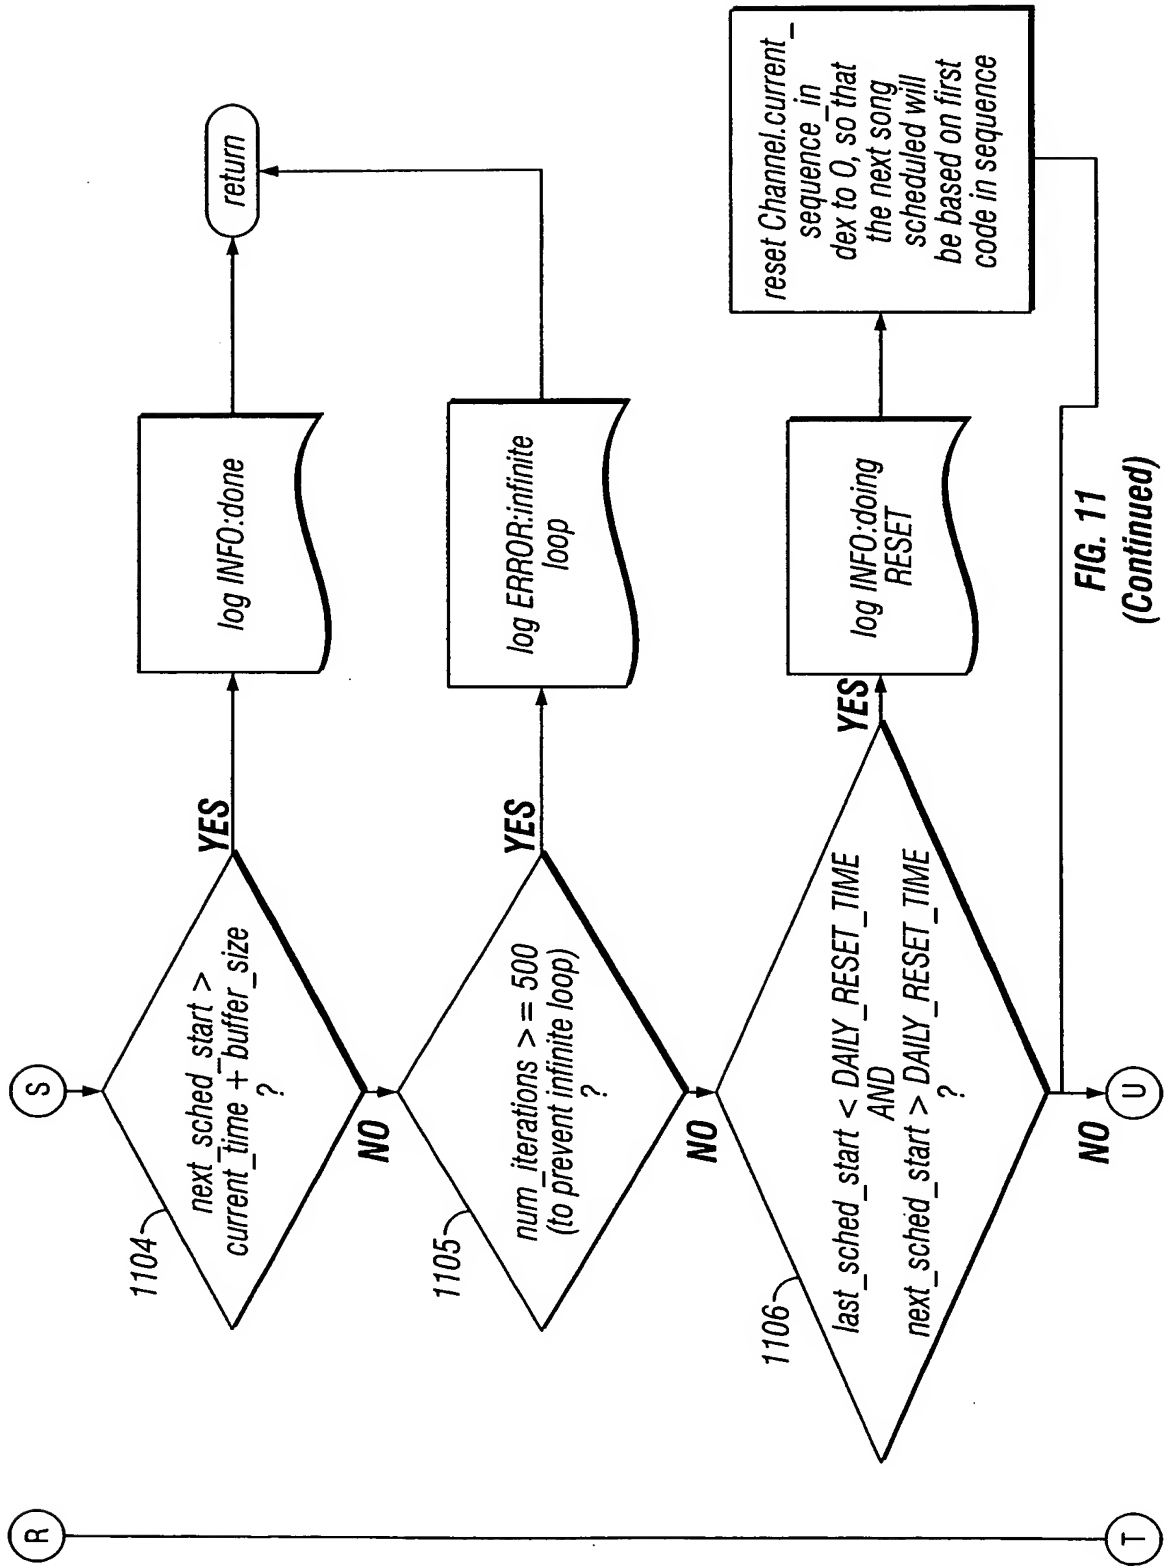 R
S
1104
next_sched_start >
current_time + buffer_size
?
YES
log INFO:done
return
NO
1105
num_iterations >= 500
(to prevent infinite loop)
?
YES
log ERROR:infinite
loop
NO
1106
last_sched_start < DAILY_RESET_TIME
AND
next_sched_start > DAILY_RESET_TIME
?
YES
log INFO:doing
RESET
reset Channel.current_
sequence_in
dex to 0, so that
the next song
scheduled will
be based on first
code in sequence
NO
T
U
FIG. 11
(Continued)